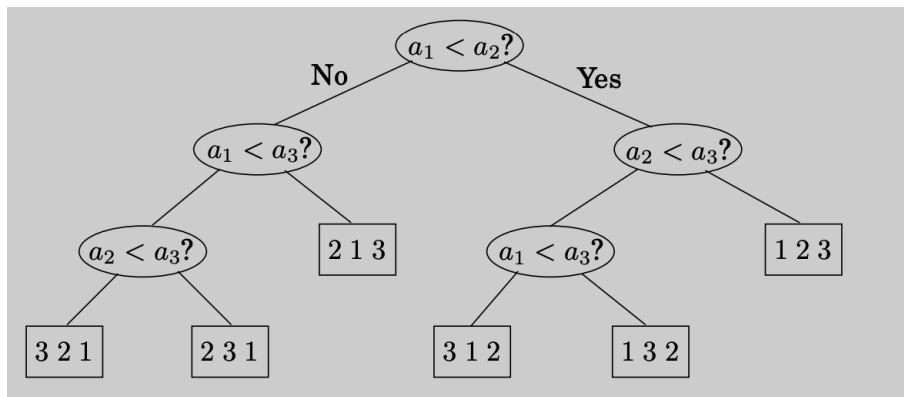 a₁ < a₂?
No Yes
a₁ < a₃? a₂ < a₃?
a₂ < a₃? 2 1 3 a₁ < a₃? 1 2 3
3 2 1 2 3 1 3 1 2 1 3 2